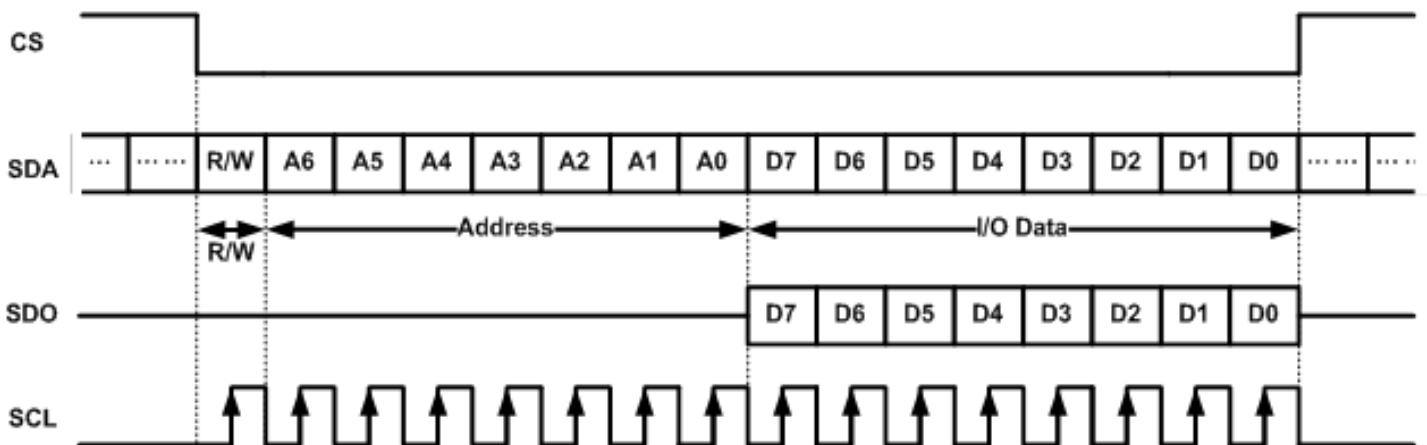 CS
SDA ... ... ... R/W A6 A5 A4 A3 A2 A1 A0 D7 D6 D5 D4 D3 D2 D1 D0 ... ... ... ..
Address I/O Data
R/W
SDO D7 D6 D5 D4 D3 D2 D1 D0
SCL